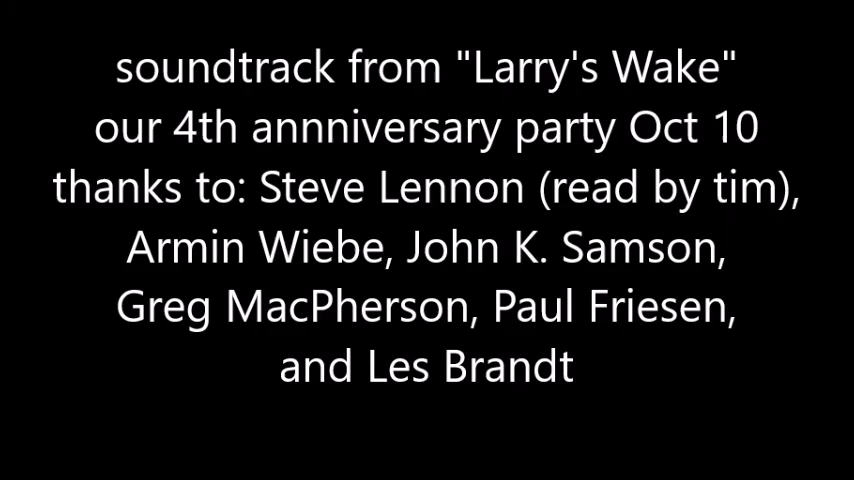 soundtrack from "Larry's Wake"
our 4th annniversary party Oct 10
thanks to: Steve Lennon (read by tim),
Armin Wiebe, John K. Samson,
Greg MacPherson, Paul Friesen,
and Les Brandt